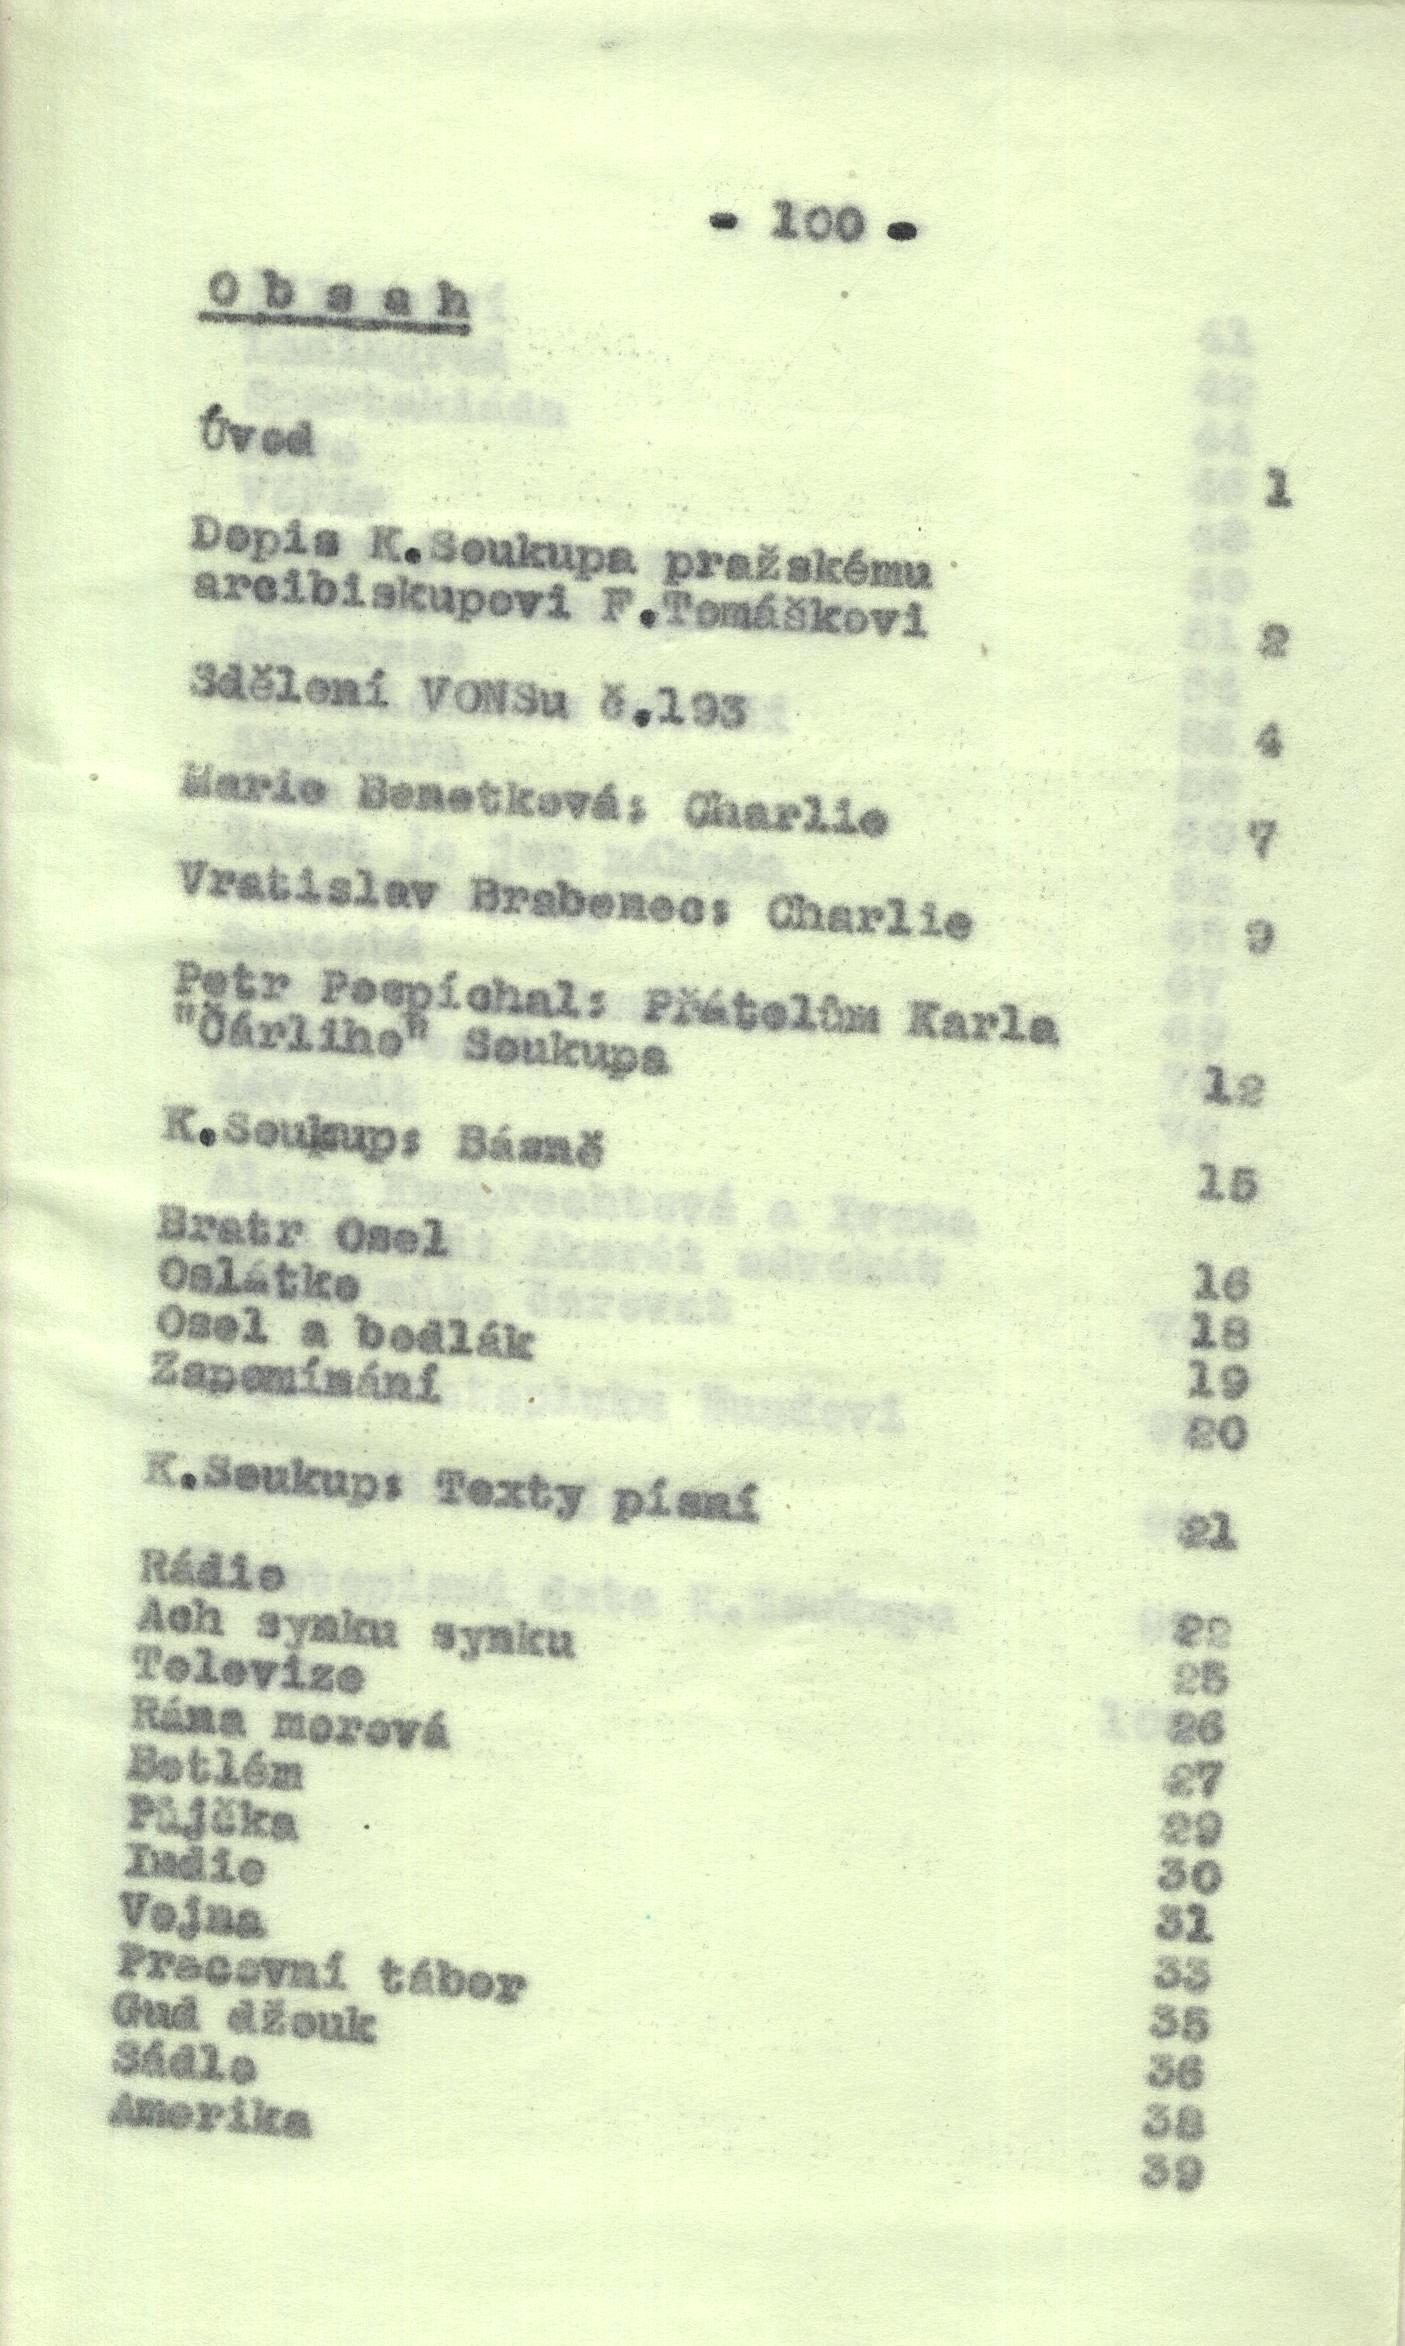 - 100 -
O b s a h
Úvod 1
Dopis K.Soukupa pražskému
arcibiskupovi F.Tomáškovi 2
Sdělení VONSu č.193 4
Marie Benetková: Charlie 7
Vratislav Brabenec: Charlie 9
Petr Pospíchal: Přátelům Karla
"Čárliho" Soukupa 12
K.Soukup: Básně 15
Bratr Osel 16
Oslátko 18
Osel a bodlák 19
Zapomínání 20
K.Soukup: Texty písní 21
Rádio 22
Ach synku synku 25
Televize 26
Rána morová 27
Betlém 29
Půjčka 30
Indie 31
Vojna 33
Pracovní tábor 35
Gud džouk 36
Sádlo 38
Amerika 39